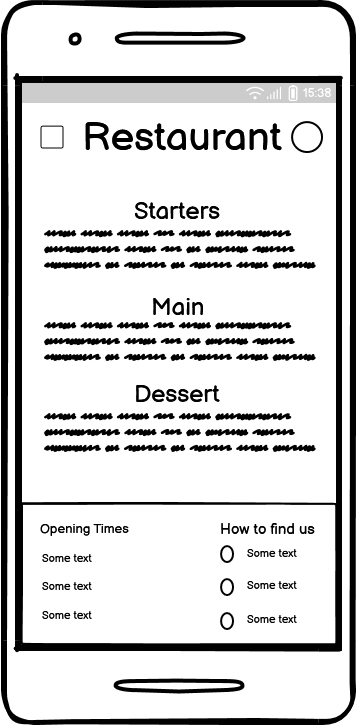 15:38
Restaurant
Starters
Main
Dessert
Opening Times
Some text
Some text
Some text
How to find us
Some text
Some text
Some text